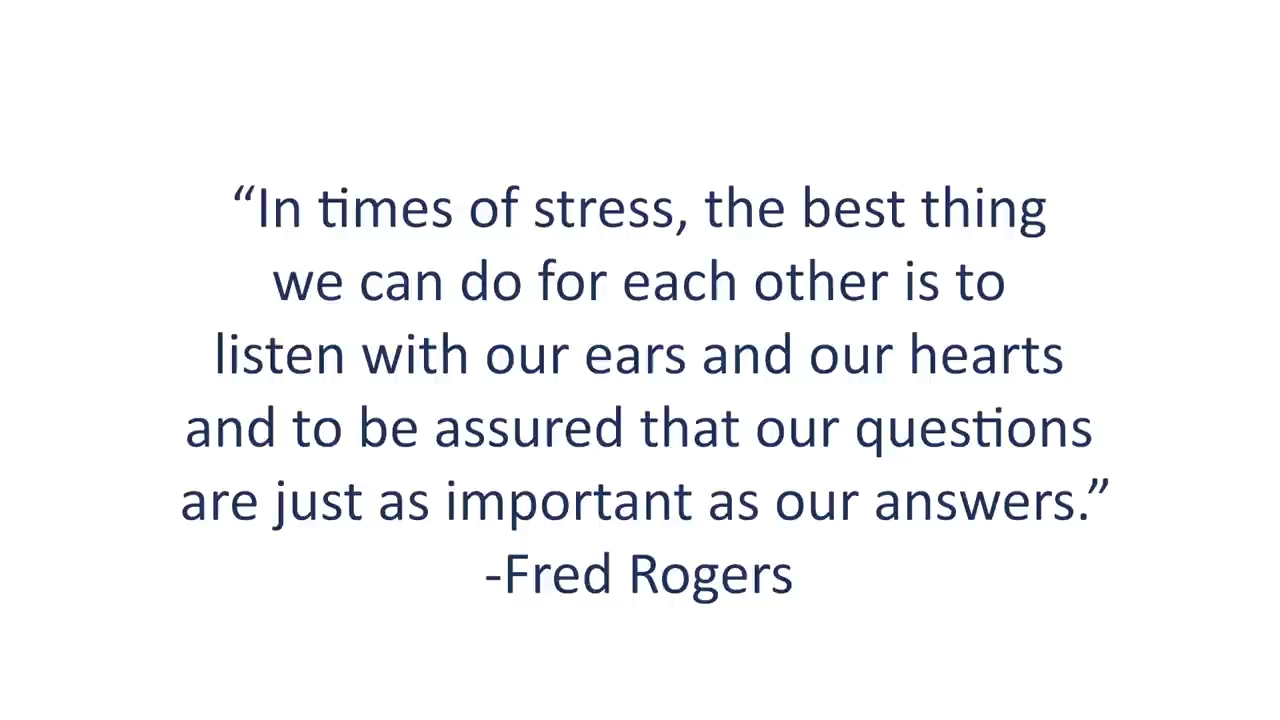 “In times of stress, the best thing
we can do for each other is to
listen with our ears and our hearts
and to be assured that our questions
are just as important as our answers.”
-Fred Rogers